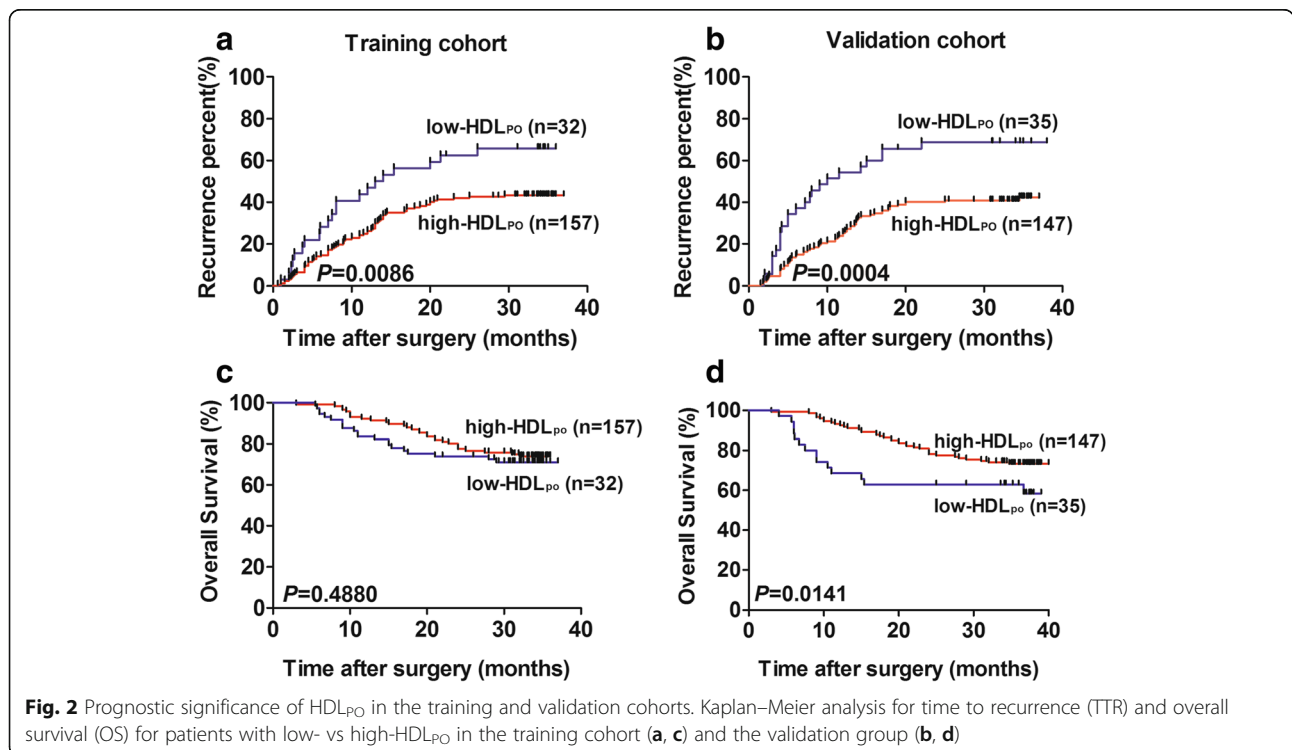 a Training cohort
Recurrence percent(%)
100
80
60
40
20
0
low-HDLPO (n=32)
high-HDLPO (n=157)
P=0.0086
0 10 20 30 40
Time after surgery (months)
b Validation cohort
Recurrence percent(%)
100
80
60
40
20
0
low-HDLPO (n=35)
high-HDLPO (n=147)
P=0.0004
0 10 20 30 40
Time after surgery (months)
c
Overall Survival (%)
100
80
60
40
20
0
high-HDLpo (n=157)
low-HDLpo (n=32)
P=0.4880
0 10 20 30 40
Time after surgery (months)
d
Overall Survival (%)
100
80
60
40
20
0
high-HDLpo (n=147)
low-HDLpo (n=35)
P=0.0141
0 10 20 30 40
Time after surgery (months)
Fig. 2 Prognostic significance of HDLPO in the training and validation cohorts. Kaplan–Meier analysis for time to recurrence (TTR) and overall
survival (OS) for patients with low- vs high-HDLPO in the training cohort (a, c) and the validation group (b, d)